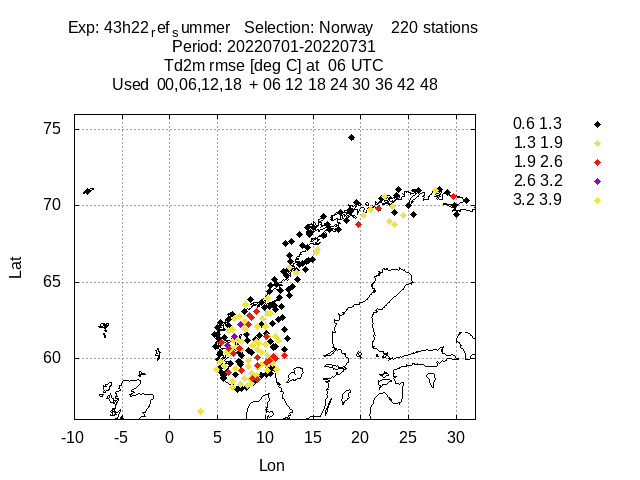 Exp: 43h22refsummer Selection: Norway 220 stations
Period: 20220701-20220731
Td2m rmse [deg C] at 06 UTC
Used 00,06,12,18 + 06 12 18 24 30 36 42 48
0.6 1.3
1.3 1.9
1.9 2.6
2.6 3.2
3.2 3.9
75
70
65
60
Lat
-10 -5 0 5 10 15 20 25 30
Lon